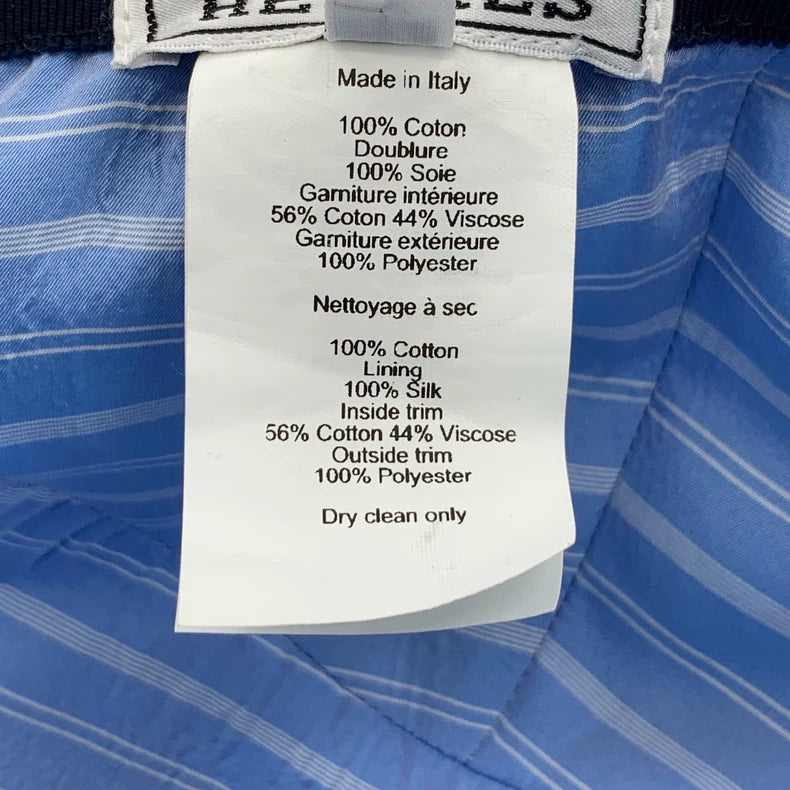 HERMES
Made in Italy
100% Coton
Doublure
100% Soie
Garniture intérieure
56% Coton 44% Viscose
Garniture extérieure
100% Polyester
Nettoyage à sec
100% Cotton
Lining
100% Silk
Inside trim
56% Cotton 44% Viscose
Outside trim
100% Polyester
Dry clean only